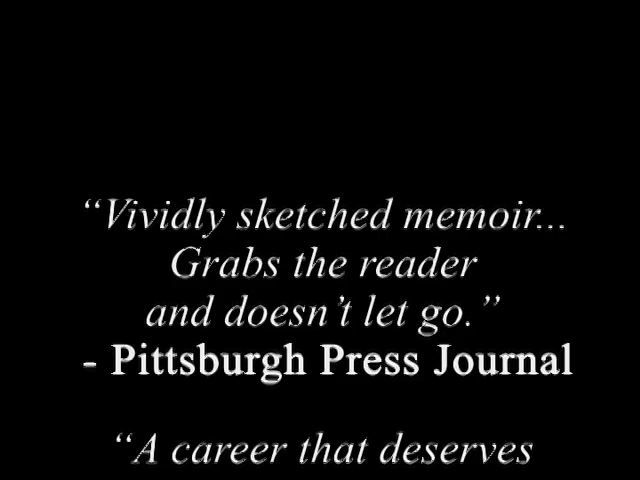 “Vividly sketched memoir...
Grabs the reader
and doesn’t let go.”
- Pittsburgh Press Journal
“A career that deserves